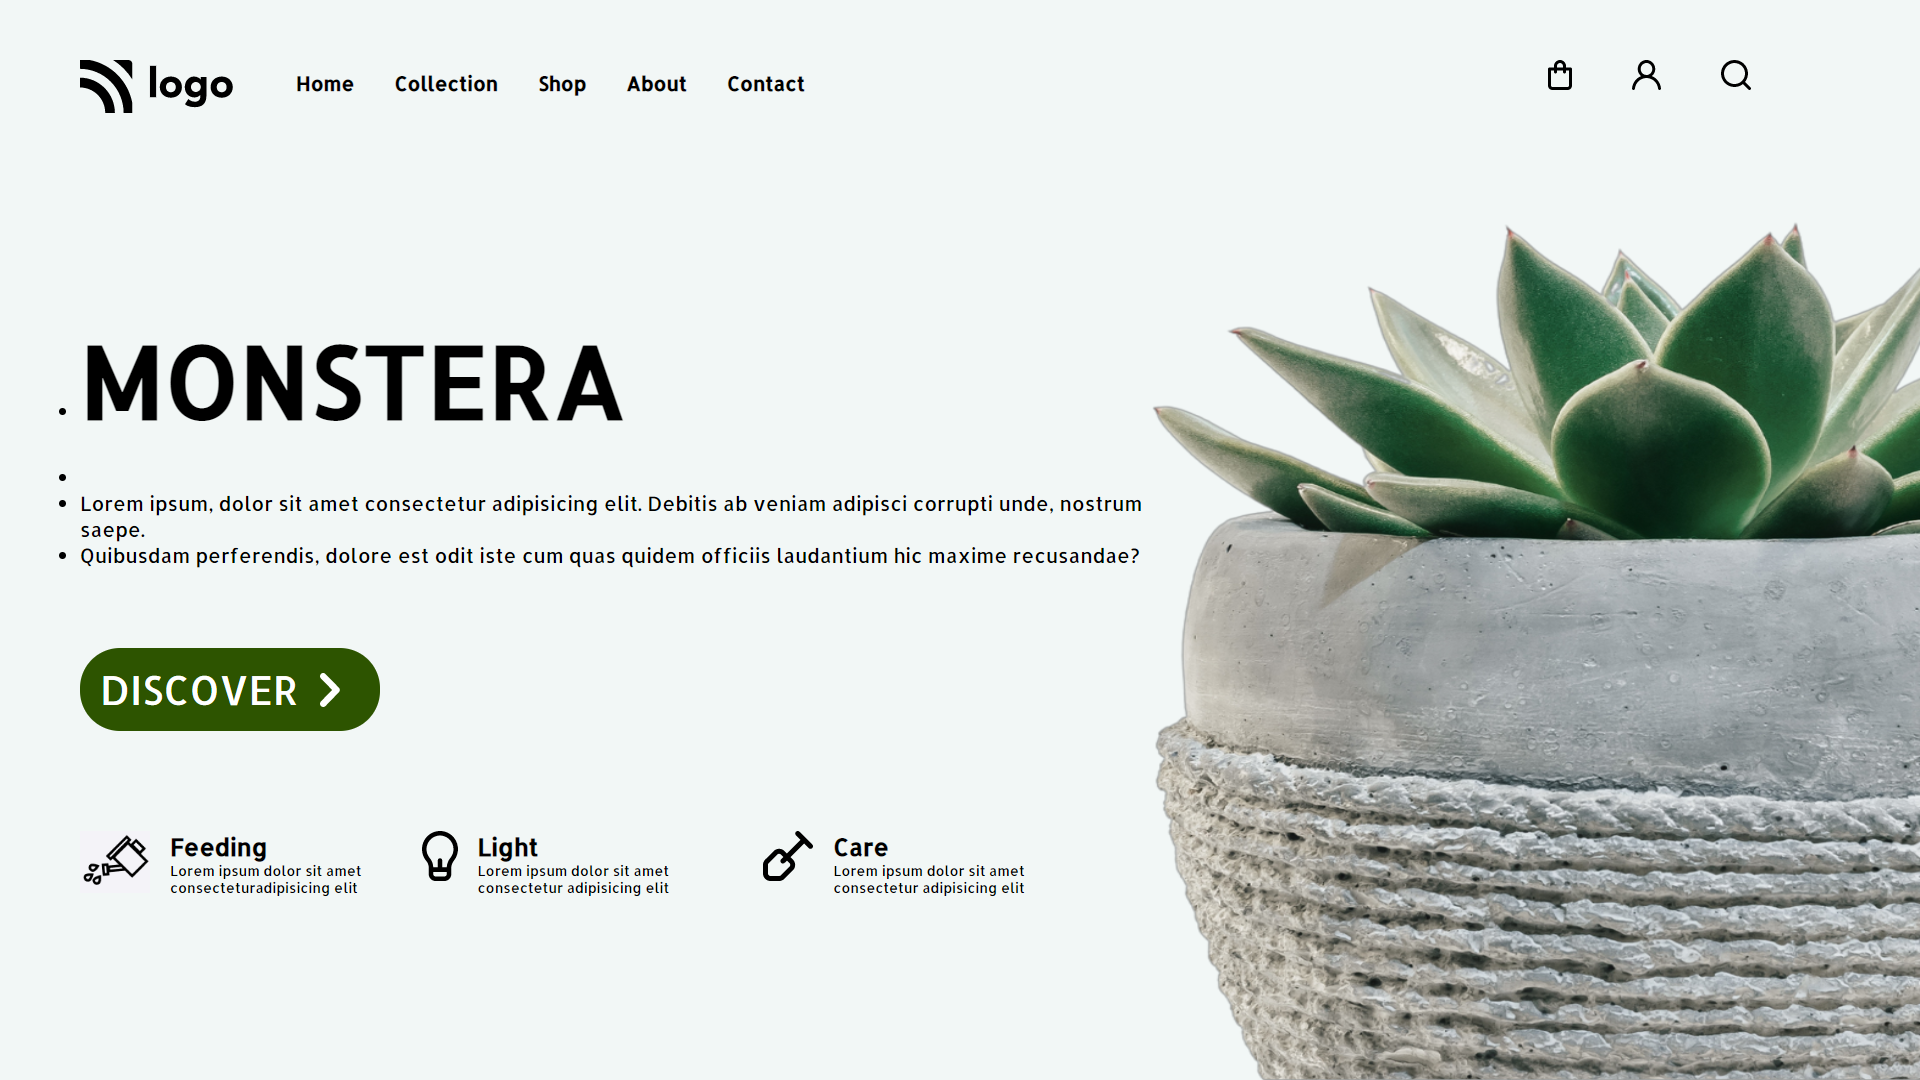 logo
Home Collection Shop About Contact
MONSTERA
Lorem ipsum, dolor sit amet consectetur adipisicing elit. Debitis ab veniam adipisci corrupti unde, nostrum
saepe.
Quibusdam perferendis, dolore est odit iste cum quas quidem officiis laudantium hic maxime recusandae?
DISCOVER
Feeding
Lorem ipsum dolor sit amet
consecteturadipisicing elit
Light
Lorem ipsum dolor sit amet
consectetur adipisicing elit
Care
Lorem ipsum dolor sit amet
consectetur adipisicing elit